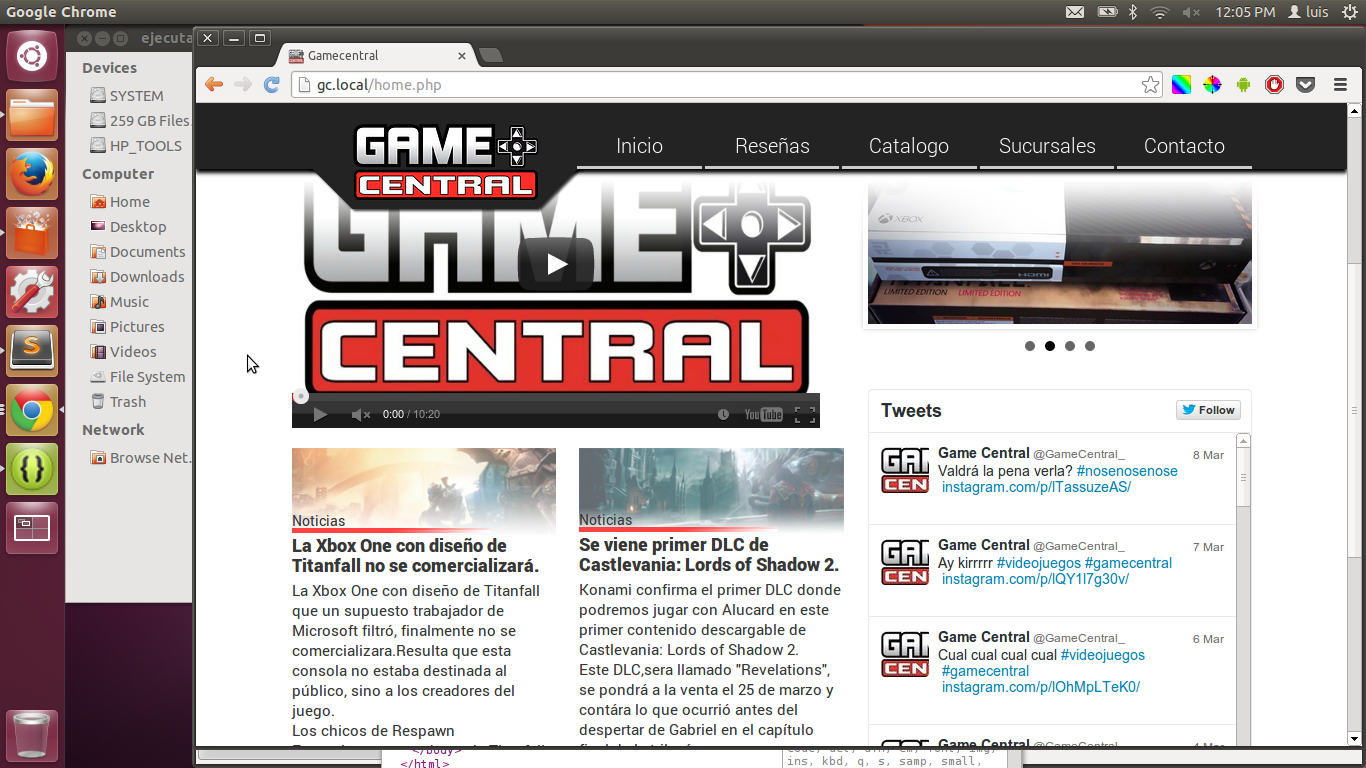 Google Chrome
12:05 PM
luis
ejecuta
Devices
SYSTEM
259 GB Files
HP_TOOLS
Computer
Home
Desktop
Documents
Downloads
Music
Pictures
Videos
File System
Trash
Network
Browse Net.
Gamecentral
gc.local/home.php
GAME
CENTRAL
Inicio
Reseñas
Catalogo
Sucursales
Contacto
GAME
CENTRAL
0:00 / 10:20
YouTube
XBOX
HDMI
LIMITED EDITION LIMITED EDITION
Noticias
La Xbox One con diseño de
Titanfall no se comercializará.
La Xbox One con diseño de Titanfall
que un supuesto trabajador de
Microsoft filtró, finalmente no se
comercializara.Resulta que esta
consola no estaba destinada al
público, sino a los creadores del
juego.
Los chicos de Respawn
Noticias
Se viene primer DLC de
Castlevania: Lords of Shadow 2.
Konami confirma el primer DLC donde
podremos jugar con Alucard en este
primer contenido descargable de
Castlevania: Lords of Shadow 2.
Este DLC,sera llamado "Revelations",
se pondrá a la venta el 25 de marzo y
contára lo que ocurrió antes del
despertar de Gabriel en el capítulo
Tweets
Follow
Game Central @GameCentral_ 8 Mar
Valdrá la pena verla? #nosenosenose
instagram.com/p/lTassuzeAS/
Game Central @GameCentral_ 7 Mar
Ay kirrrrr #videojuegos #gamecentral
instagram.com/p/lQY1l7g30v/
Game Central @GameCentral_ 6 Mar
Cual cual cual cual #videojuegos
#gamecentral
instagram.com/p/lOhMpLTeK0/
Game Central @GameCentral_ 4 Mar
</body>
</html>
ins, kbd, q, s, samp, small,